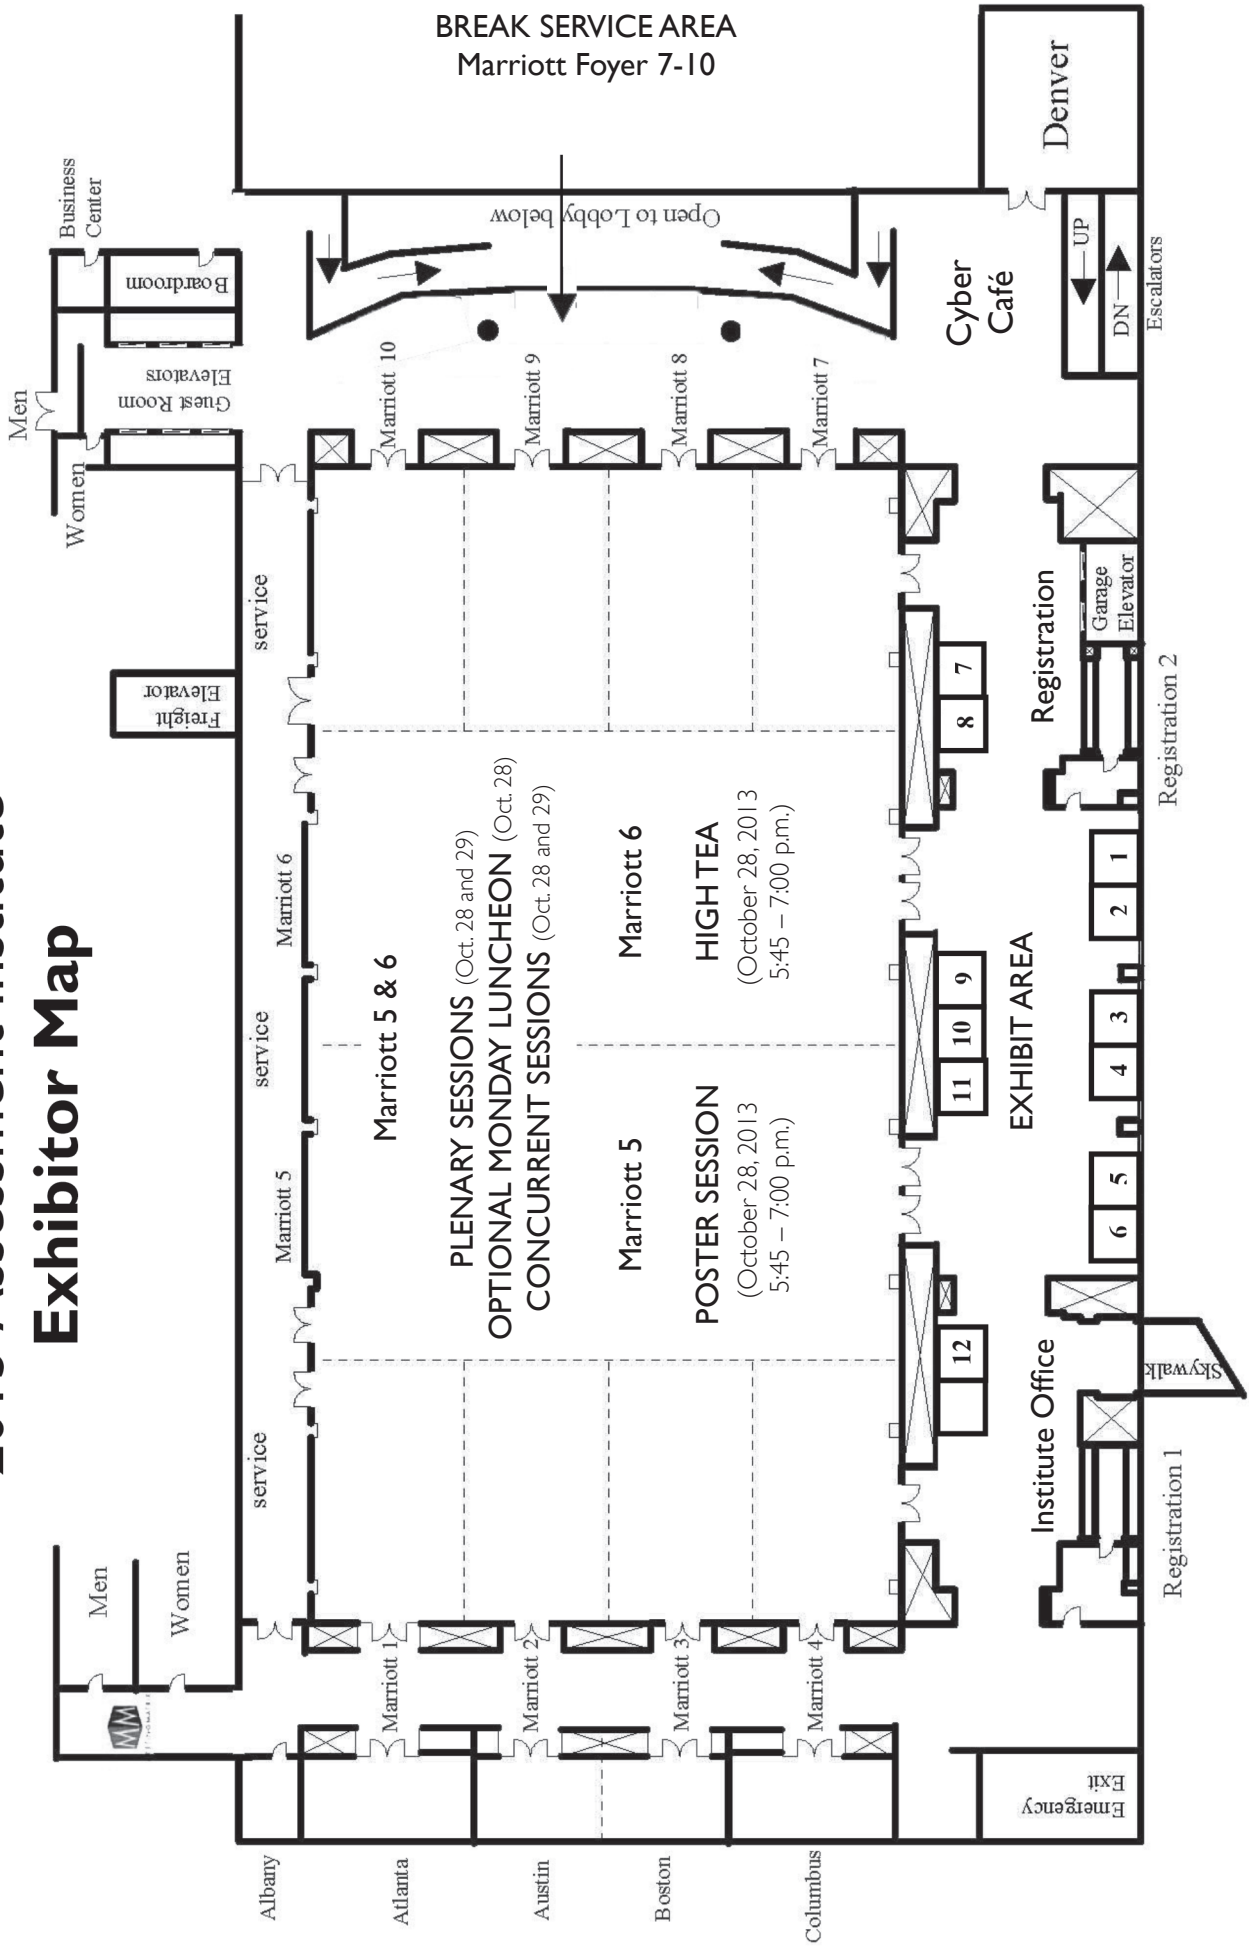 2013 Assessment Institute
Exhibitor Map
BREAK SERVICE AREA
Marriott Foyer 7-10
Men
Women
Men
Women
Business
Center
Boardroom
Guest Room
Elevators
Freight
Elevator
service
service
service
Open to Lobby below
Denver
UP
DN
Escalators
Cyber
Café
Marriott 10
Marriott 9
Marriott 8
Marriott 7
Marriott 5
Marriott 6
Marriott 5 & 6
PLENARY SESSIONS (Oct. 28 and 29)
OPTIONAL MONDAY LUNCHEON (Oct. 28)
CONCURRENT SESSIONS (Oct. 28 and 29)
Marriott 5
POSTER SESSION
(October 28, 2013
5:45 – 7:00 p.m.)
Marriott 6
HIGH TEA
(October 28, 2013
5:45 – 7:00 p.m.)
Marriott 1
Marriott 2
Marriott 3
Marriott 4
Albany
Atlanta
Austin
Boston
Columbus
Emergency
Exit
12
11
10
9
8
7
EXHIBIT AREA
6
5
4
3
2
1
Institute Office
Registration
Garage
Elevator
Skywalk
Registration 1
Registration 2